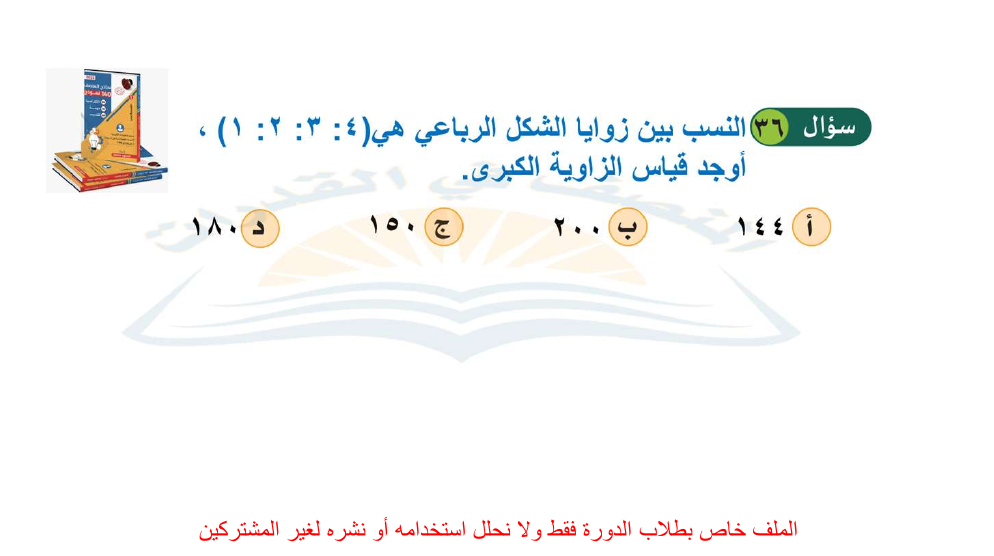 سؤال ٣٦ النسب بين زوايا الشكل الرباعي هي(٤: ٣: ٢: ١) ،
أوجد قياس الزاوية الكبرى.
أ ١٤٤ ب ٢٠٠ ج ١٥٠ د ١٨٠
الملف خاص بطلاب الدورة فقط ولا نحلل استخدامه أو نشره لغير المشتركين